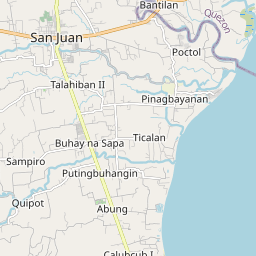 Bantilan
Quezon
San Juan
Poctol
Talahiban II
Pinagbayanan
Buhay na Sapa
Ticalan
Sampiro
Putingbuhangin
Quipot
Abung
Calubcub I